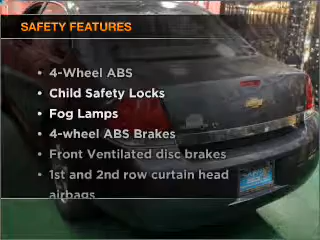 SAFETY FEATURES
• 4-Wheel ABS
• Child Safety Locks
• Fog Lamps
• 4-wheel ABS Brakes
• Front Ventilated disc brakes
• 1st and 2nd row curtain head
airbags